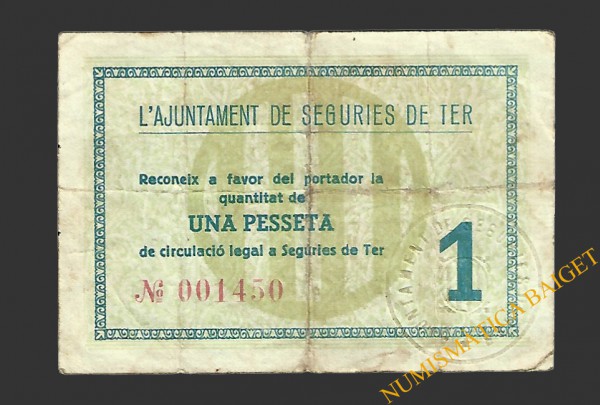 L'AJUNTAMENT DE SEGURIES DE TER
Reconeix a favor del portador la
quantitat de
UNA PESSETA
de circulació legal a Segúries de Ter
№ 001450
1
NUMISMATICA BAIGET